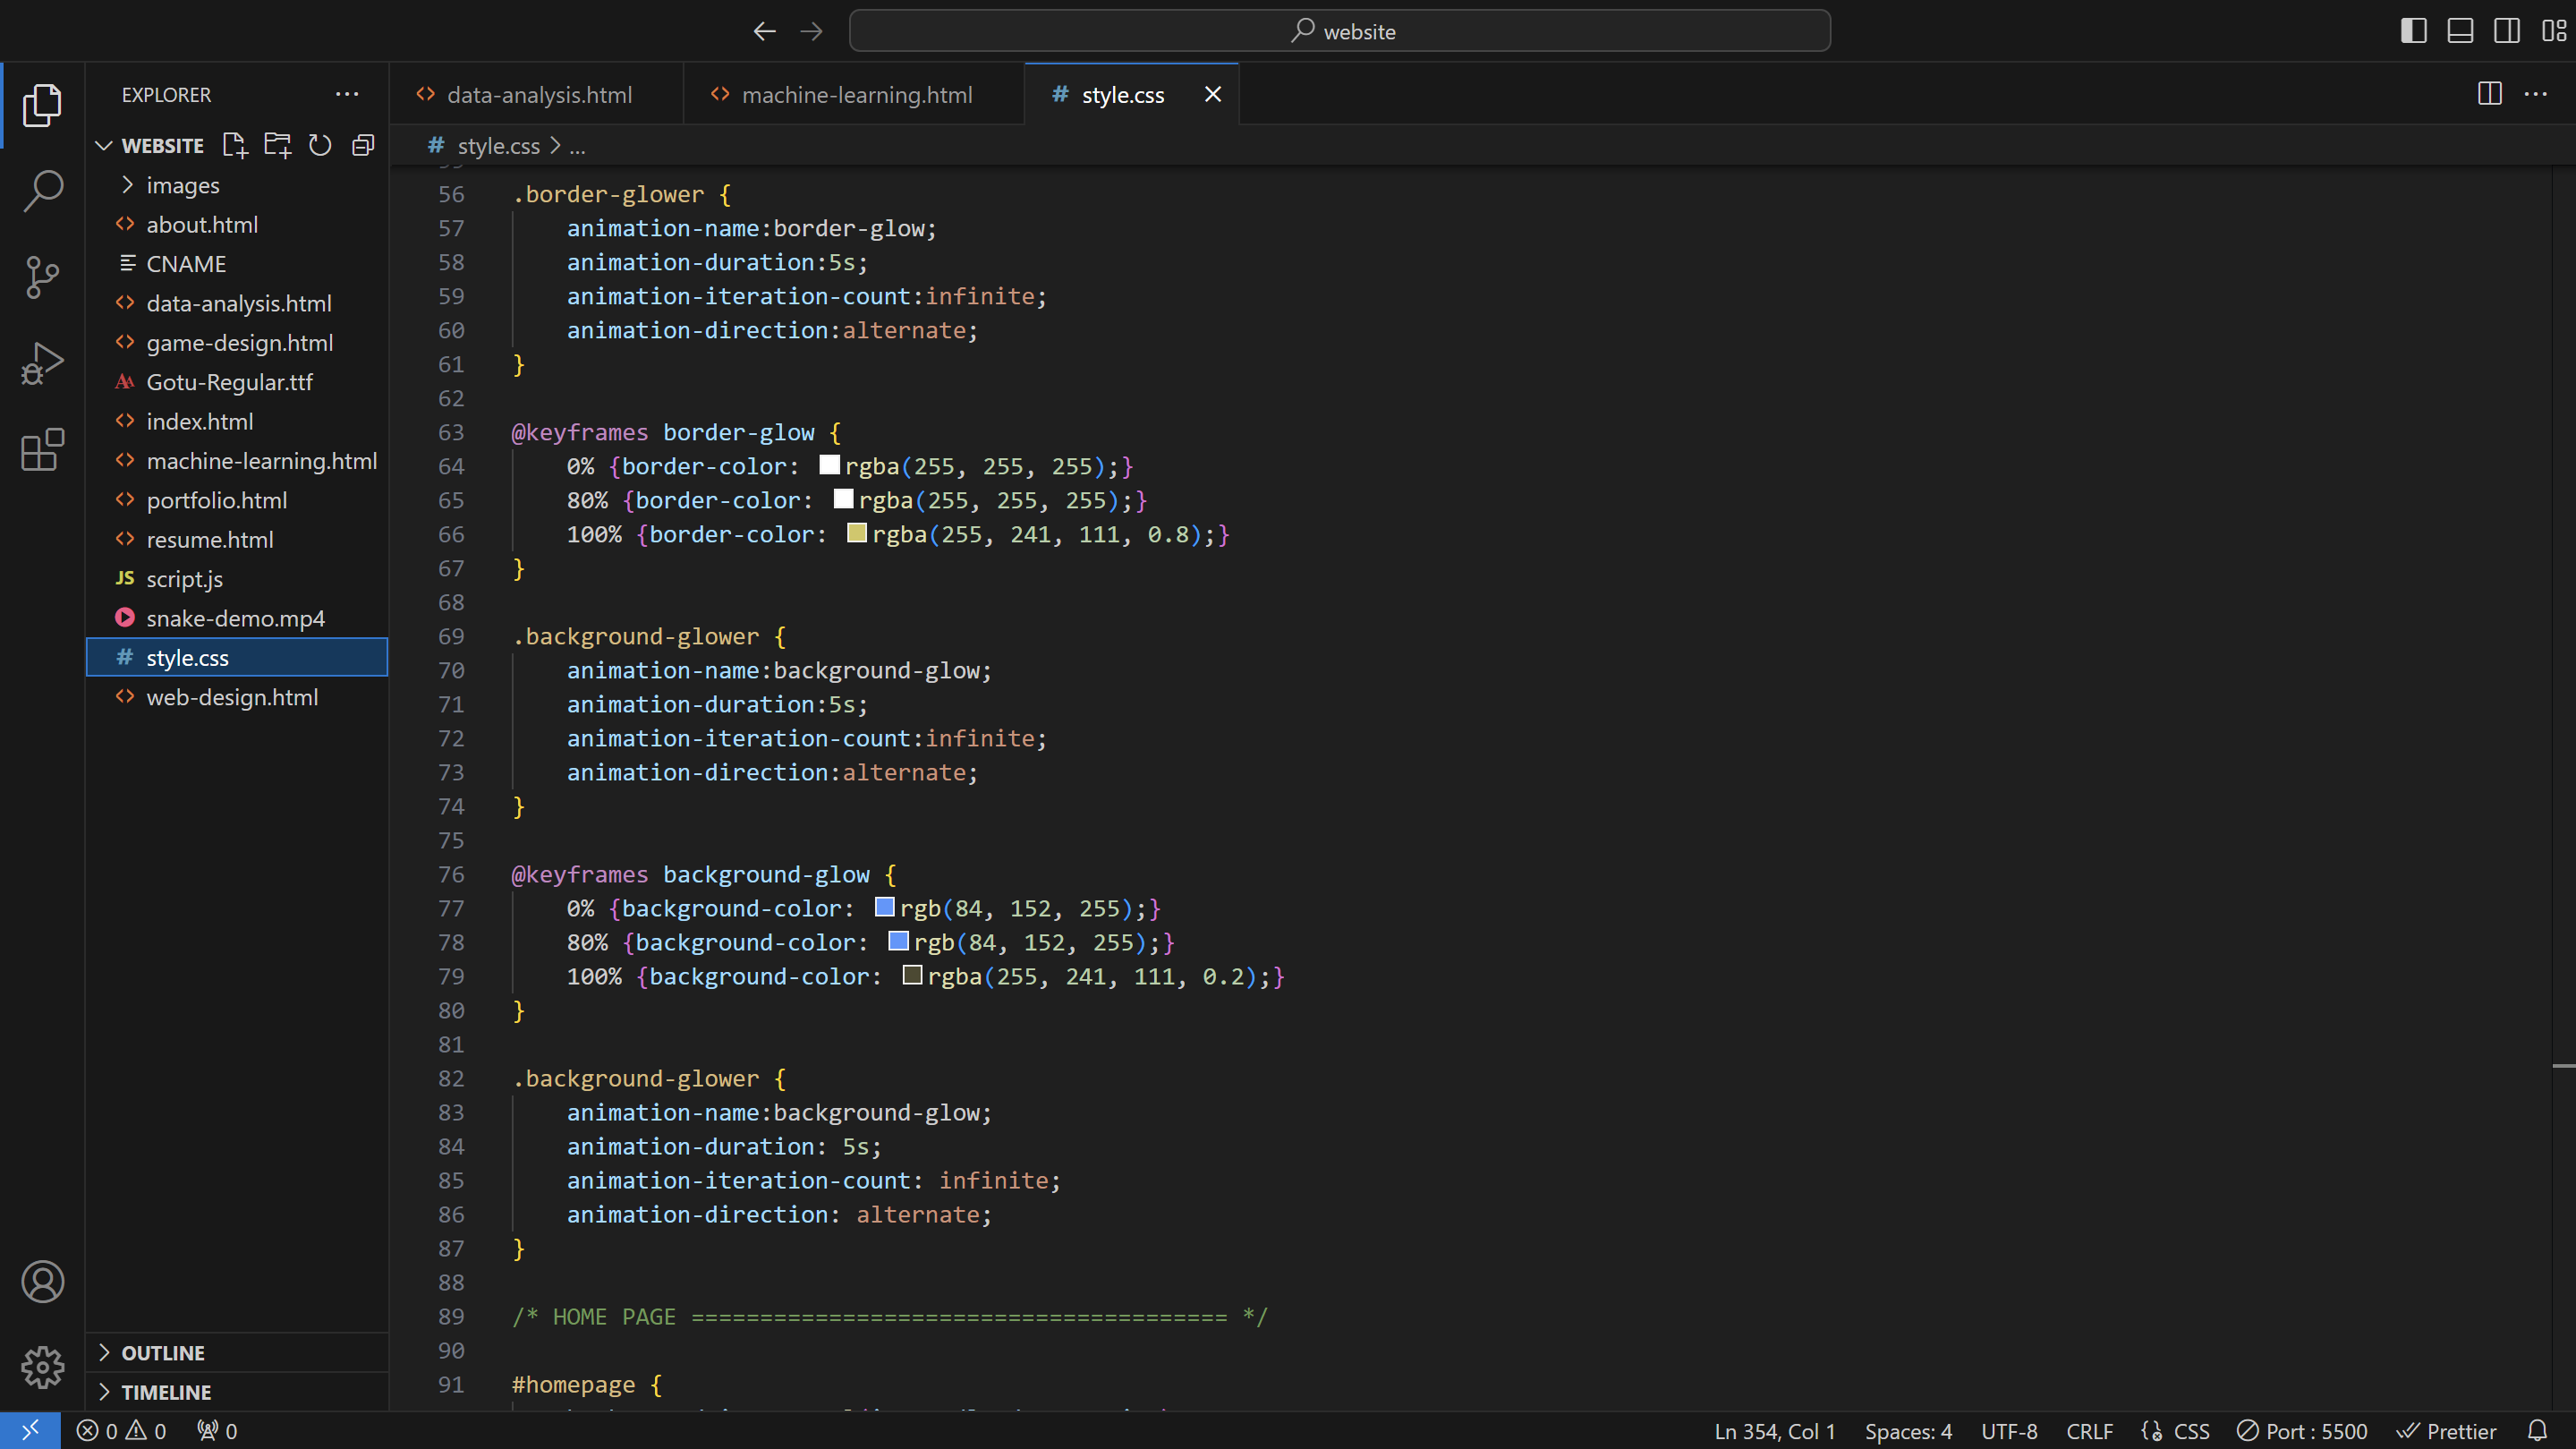 website
EXPLORER
WEBSITE
images
about.html
CNAME
data-analysis.html
game-design.html
Gotu-Regular.ttf
index.html
machine-learning.html
portfolio.html
resume.html
JS script.js
snake-demo.mp4
# style.css
web-design.html
OUTLINE
TIMELINE
<> data-analysis.html <> machine-learning.html # style.css
# style.css > ...
56 .border-glower {
57     animation-name:border-glow;
58     animation-duration:5s;
59     animation-iteration-count:infinite;
60     animation-direction:alternate;
61 }
62
63 @keyframes border-glow {
64     0% {border-color: rgba(255, 255, 255);}
65     80% {border-color: rgba(255, 255, 255);}
66     100% {border-color: rgba(255, 241, 111, 0.8);}
67 }
68
69 .background-glower {
70     animation-name:background-glow;
71     animation-duration:5s;
72     animation-iteration-count:infinite;
73     animation-direction:alternate;
74 }
75
76 @keyframes background-glow {
77     0% {background-color: rgb(84, 152, 255);}
78     80% {background-color: rgb(84, 152, 255);}
79     100% {background-color: rgba(255, 241, 111, 0.2);}
80 }
81
82 .background-glower {
83     animation-name:background-glow;
84     animation-duration: 5s;
85     animation-iteration-count: infinite;
86     animation-direction: alternate;
87 }
88
89 /* HOME PAGE ======================================= */
90
91 #homepage {
0 0 0 Ln 354, Col 1 Spaces: 4 UTF-8 CRLF {} CSS Port : 5500 Prettier